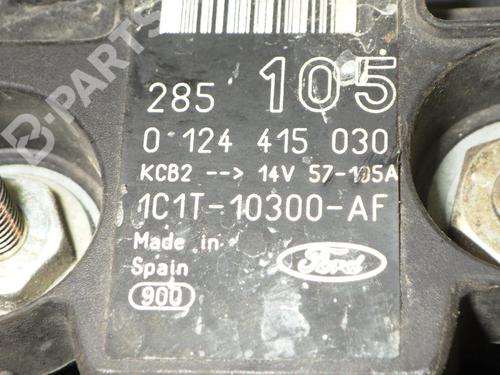 B-PARTS
285 105
0 124 415 030
KCB2 --> 14V 57-105A
1C1T-10300-AF
Made in
Spain
Ford
900